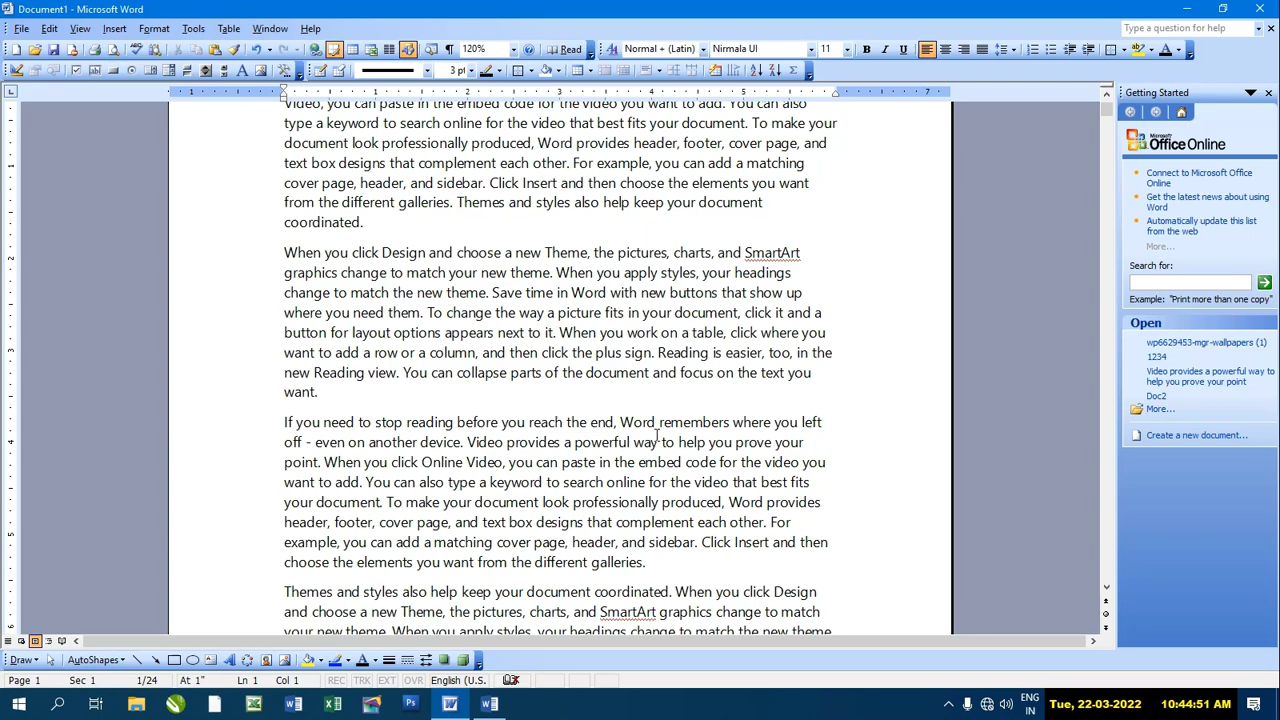 Document1 - Microsoft Word
File Edit View Insert Format Tools Table Window Help
Type a question for help
120%
Read
Normal + (Latin)
Nirmala UI
11
B I U
3 pt
1 1 2 3 4 5 7
Video, you can paste in the embed code for the video you want to add. You can also
type a keyword to search online for the video that best fits your document. To make your
document look professionally produced, Word provides header, footer, cover page, and
text box designs that complement each other. For example, you can add a matching
cover page, header, and sidebar. Click Insert and then choose the elements you want
from the different galleries. Themes and styles also help keep your document
coordinated.
When you click Design and choose a new Theme, the pictures, charts, and SmartArt
graphics change to match your new theme. When you apply styles, your headings
change to match the new theme. Save time in Word with new buttons that show up
where you need them. To change the way a picture fits in your document, click it and a
button for layout options appears next to it. When you work on a table, click where you
want to add a row or a column, and then click the plus sign. Reading is easier, too, in the
new Reading view. You can collapse parts of the document and focus on the text you
want.
If you need to stop reading before you reach the end, Word remembers where you left
off - even on another device. Video provides a powerful way to help you prove your
point. When you click Online Video, you can paste in the embed code for the video you
want to add. You can also type a keyword to search online for the video that best fits
your document. To make your document look professionally produced, Word provides
header, footer, cover page, and text box designs that complement each other. For
example, you can add a matching cover page, header, and sidebar. Click Insert and then
choose the elements you want from the different galleries.
Themes and styles also help keep your document coordinated. When you click Design
and choose a new Theme, the pictures, charts, and SmartArt graphics change to match
your new theme. When you apply styles, your headings change to match the new theme
Getting Started
Microsoft
Office Online
Connect to Microsoft Office
Online
Get the latest news about using
Word
Automatically update this list
from the web
More...
Search for:
Example: "Print more than one copy"
Open
wp6629453-mgr-wallpapers (1)
1234
Video provides a powerful way to
help you prove your point
Doc2
More...
Create a new document...
Draw AutoShapes
Page 1 Sec 1 1/24 At 1" Ln 1 Col 1 REC TRK EXT OVR English (U.S.
ENG
IN
Tue, 22-03-2022 10:44:51 AM